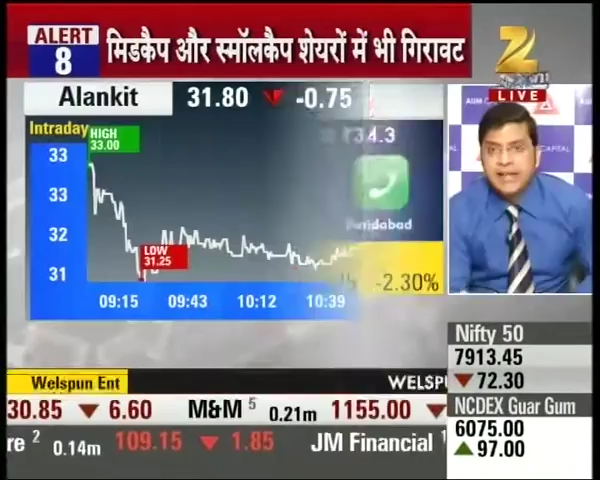 ALERT
8
मिडकैप और स्मॉलकैप शेयरों में भी गिरावट
LIVE
Alankit 31.80 ▼ -0.75
Intraday
HIGH
33.00
33
33
32
31
LOW
31.25
09:15 09:43 10:12 10:39
34.3
Faridabad
-2.30%
CAPITAL
Nifty 50
7913.45
▼ 72.30
NCDEX Guar Gum
6075.00
▲ 97.00
Welspun Ent
WELSPU
30.85 ▼ 6.60 M&M 5 0.21m 1155.00 ▼
re 2 0.14m 109.15 ▼ 1.85 JM Financial